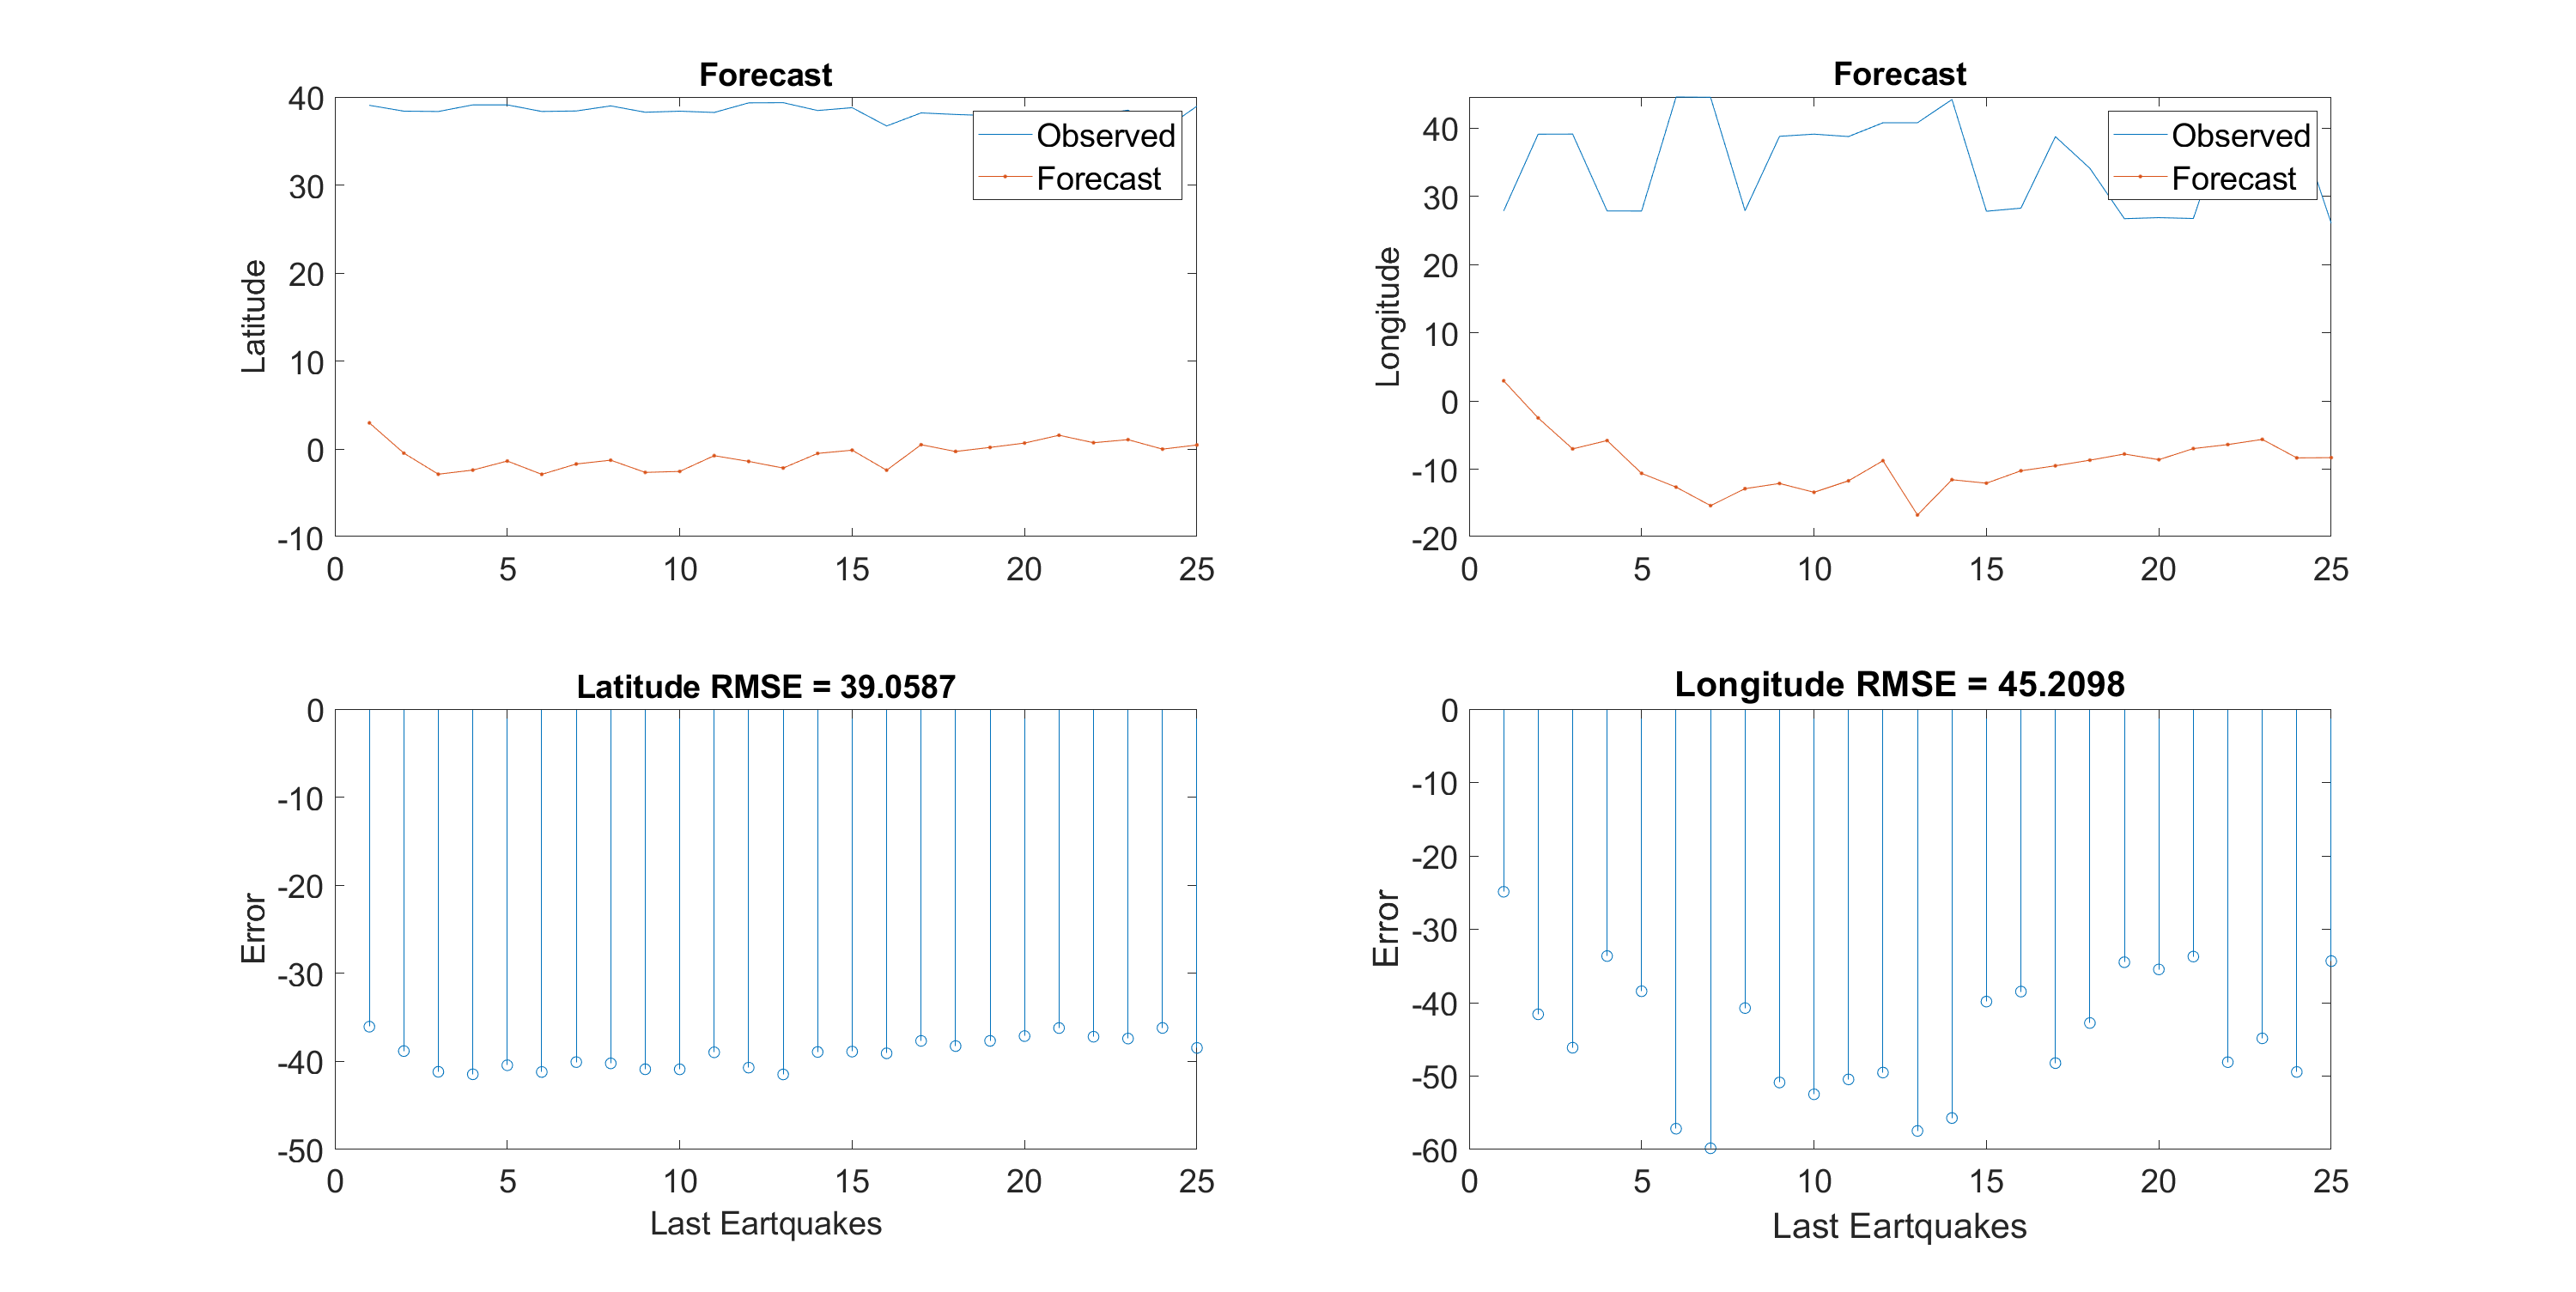 Forecast
40
30
20
10
0
-10
Latitude
0 5 10 15 20 25
Observed
Forecast
Forecast
40
30
20
10
0
-10
-20
Longitude
0 5 10 15 20 25
Observed
Forecast
Latitude RMSE = 39.0587
0
-10
-20
-30
-40
-50
Error
0 5 10 15 20 25
Last Eartquakes
Longitude RMSE = 45.2098
0
-10
-20
-30
-40
-50
-60
Error
0 5 10 15 20 25
Last Eartquakes